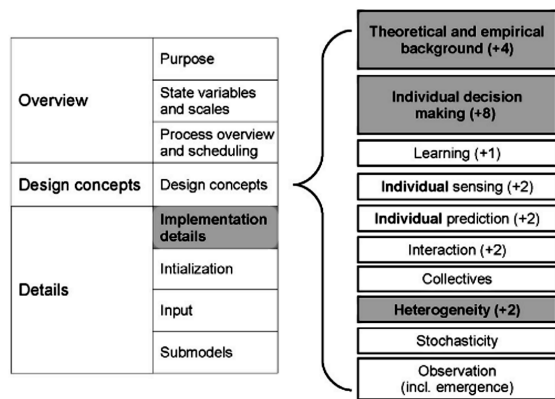 Overview
Purpose
State variables
and scales
Process overview
and scheduling
Design concepts
Design concepts
Details
Implementation
details
Intialization
Input
Submodels
Theoretical and empirical
background (+4)
Individual decision
making (+8)
Learning (+1)
Individual sensing (+2)
Individual prediction (+2)
Interaction (+2)
Collectives
Heterogeneity (+2)
Stochasticity
Observation
(incl. emergence)